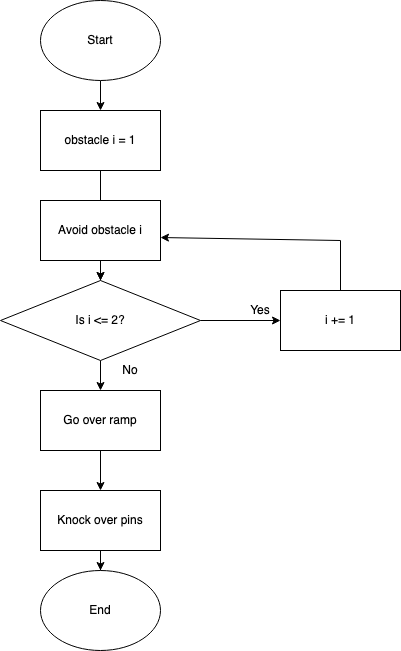 Start
obstacle i = 1
Avoid obstacle i
Is i <= 2?
Yes
i += 1
No
Go over ramp
Knock over pins
End